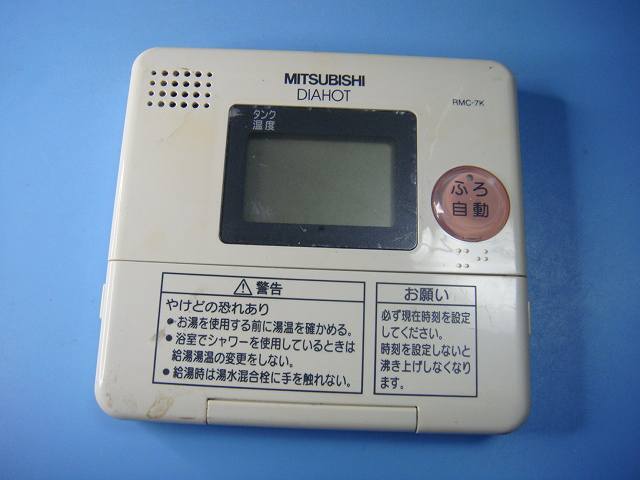 MITSUBISHI
DIAHOT
RMC-7K
タンク
温度
ふろ
自動
警告
やけどの恐れあり
●お湯を使用する前に湯温を確かめる。
●浴室でシャワーを使用しているときは
給湯湯温の変更をしない。
●給湯時は湯水混合栓に手を触れない。
お願い
必ず現在時刻を設定
してください。
時刻を設定しないと
沸き上げしなくなり
ます。